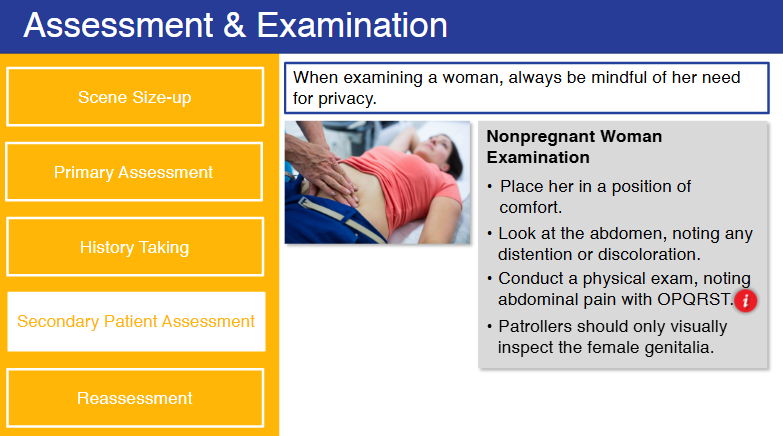 Assessment & Examination
Scene Size-up
Primary Assessment
History Taking
Secondary Patient Assessment
Reassessment
When examining a woman, always be mindful of her need
for privacy.
Nonpregnant Woman
Examination
• Place her in a position of
comfort.
• Look at the abdomen, noting any
distention or discoloration.
• Conduct a physical exam, noting
abdominal pain with OPQRST. i
• Patrollers should only visually
inspect the female genitalia.